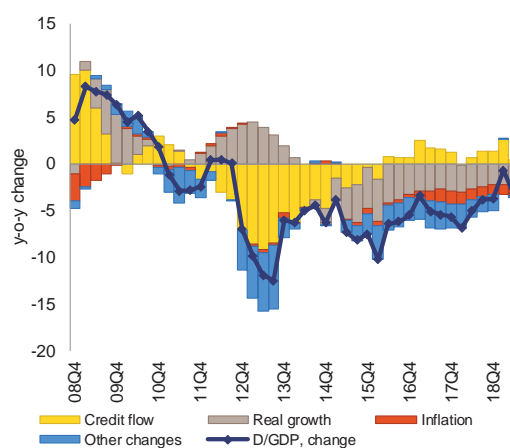 15
10
5
0
-5
-10
-15
-20
y-o-y change
08Q4
09Q4
10Q4
11Q4
12Q4
13Q4
14Q4
15Q4
16Q4
17Q4
18Q4
Credit flow
Real growth
Inflation
Other changes
D/GDP, change